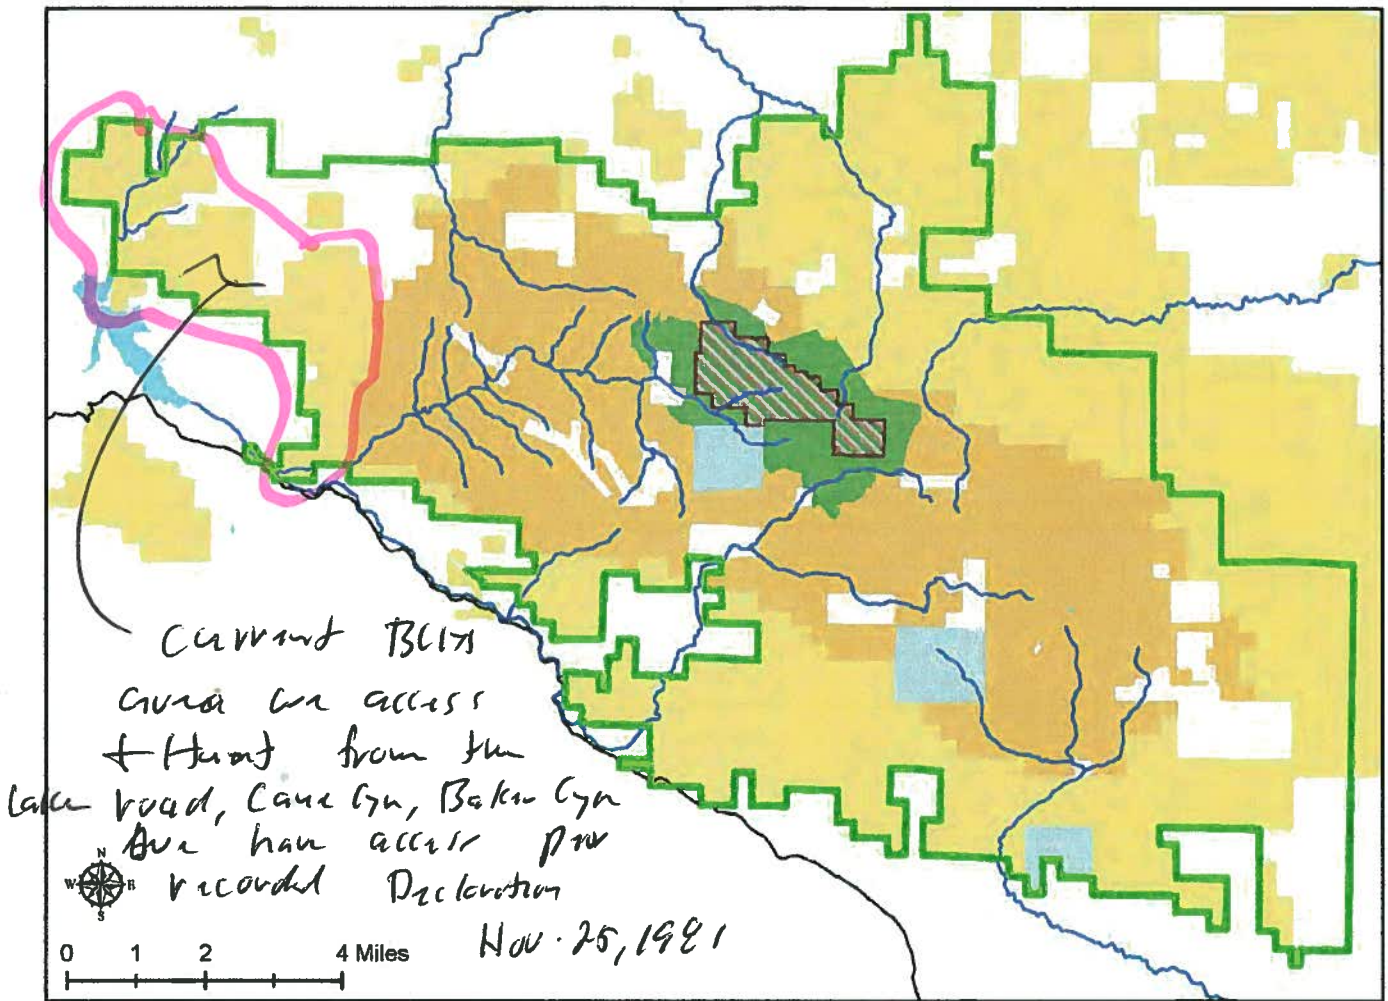 Current BLM
area we access
+ Hunt from the
Lake road, Cane Cyn, Baker Cyn
have access per
recorded Declaration
Nov. 25, 1981
N
W E
S
0 1 2 4 Miles